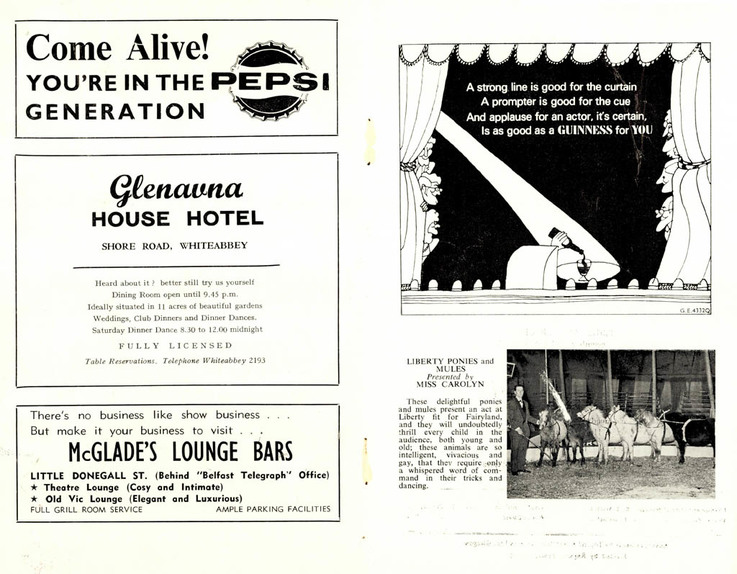 Come Alive!
YOU'RE IN THE PEPSI
GENERATION
Glenavna
HOUSE HOTEL
SHORE ROAD, WHITEABBEY
Heard about it? better still try us yourself
Dining Room open until 9.45 p.m.
Ideally situated in 11 acres of beautiful gardens
Weddings, Club Dinners and Dinner Dances.
Saturday Dinner Dance 8.30 to 12.00 midnight
FULLY LICENSED
Table Reservations. Telephone Whiteabbey 2193
There's no business like show business . . .
But make it your business to visit . . .
McGLADE'S LOUNGE BARS
LITTLE DONEGALL ST. (Behind "Belfast Telegraph" Office)
★ Theatre Lounge (Cosy and Intimate)
★ Old Vic Lounge (Elegant and Luxurious)
FULL GRILL ROOM SERVICE AMPLE PARKING FACILITIES
A strong line is good for the curtain
A prompter is good for the cue
And applause for an actor, it's certain,
Is as good as a GUINNESS for YOU
G.E.4332Q
LIBERTY PONIES and
MULES
Presented by
MISS CAROLYN
These delightful ponies
and mules present an act at
Liberty fit for Fairyland,
and they will undoubtedly
thrill every child in the
audience, both young and
old; these animals are so
intelligent, vivacious and
gay, that they require only
a whispered word of com-
mand in their tricks and
dancing.